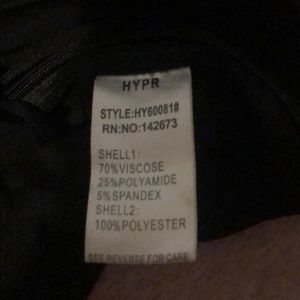 HYPR
STYLE:HY60081#
RN:NO:142673
SHELL1:
70%VISCOSE
25%POLYAMIDE
5%SPANDEX
SHELL2:
100%POLYESTER
SEE REVERSE FOR CARE